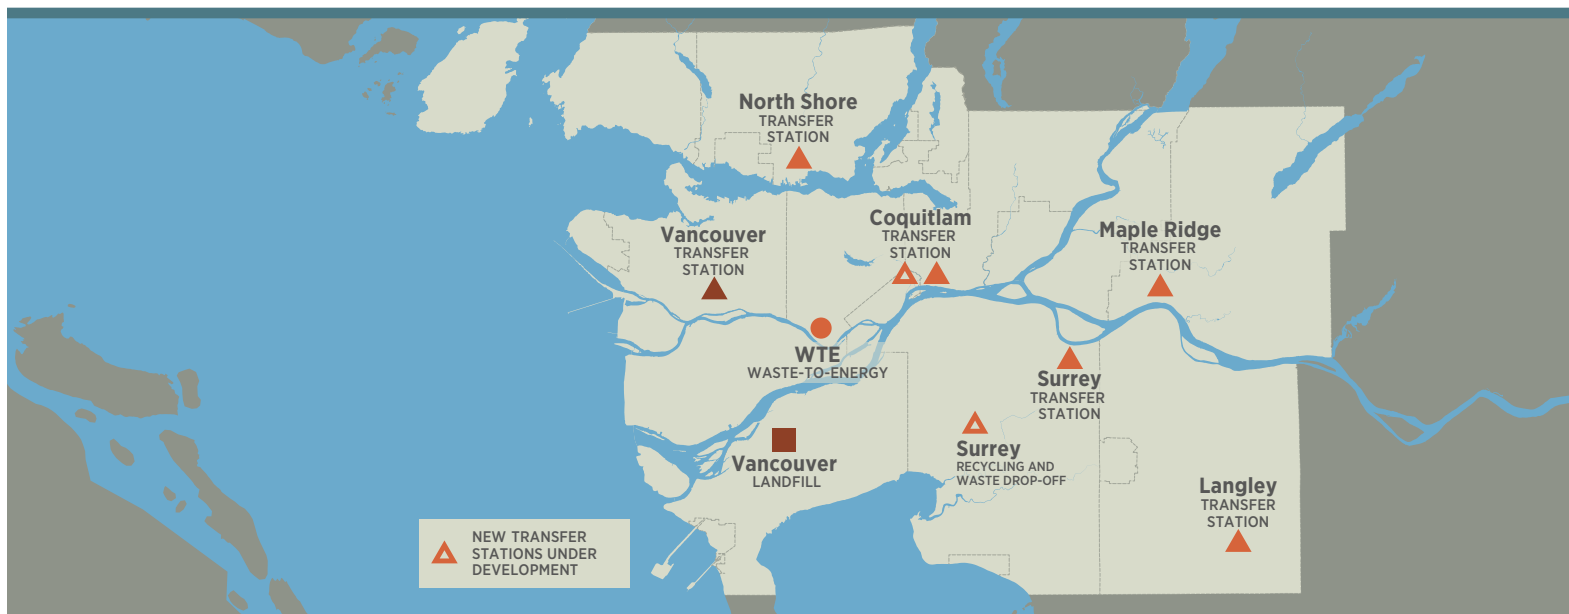 North Shore
TRANSFER
STATION
Coquitlam
TRANSFER
STATION
Vancouver
TRANSFER
STATION
Maple Ridge
TRANSFER
STATION
WTE
WASTE-TO-ENERGY
Surrey
TRANSFER
STATION
Surrey
RECYCLING AND
WASTE DROP-OFF
Vancouver
LANDFILL
Langley
TRANSFER
STATION
NEW TRANSFER
STATIONS UNDER
DEVELOPMENT